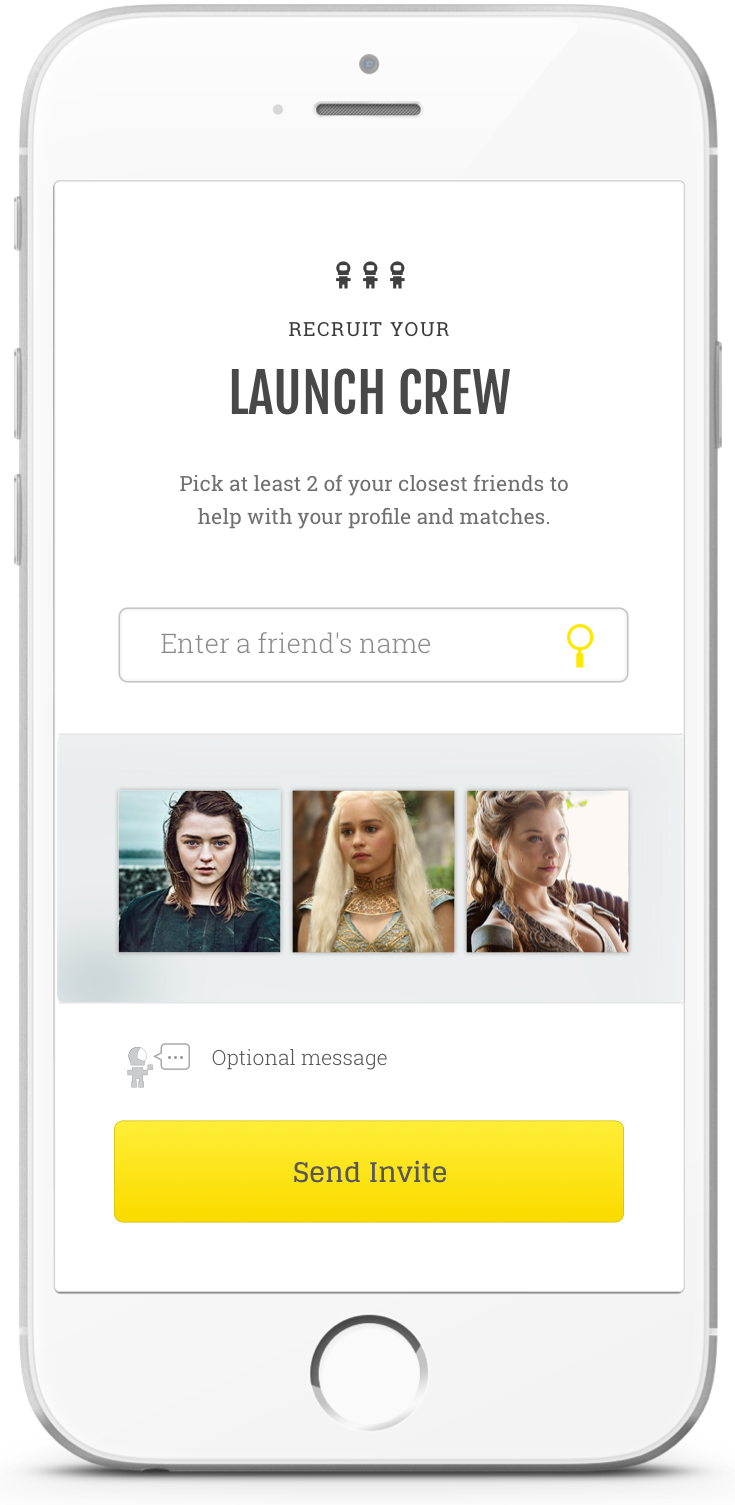 RECRUIT YOUR
LAUNCH CREW
Pick at least 2 of your closest friends to
help with your profile and matches.
Enter a friend's name
Optional message
Send Invite